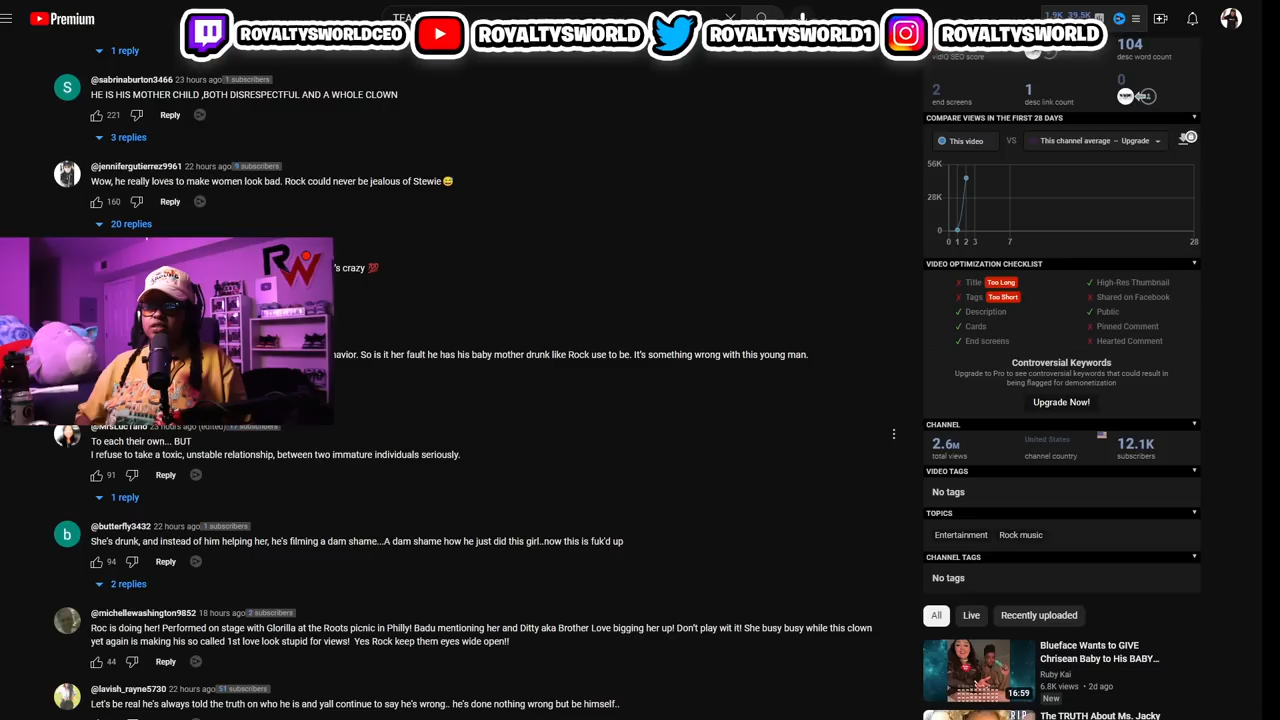 Premium
TEA
ROYALTYSWORLDCEO
ROYALTYSWORLD
ROYALTYSWORLD1
ROYALTYSWORLD
1.9K 39.5K
1 reply
@sabrinaburton3466 23 hours ago 1 subscribers
S
HE IS HIS MOTHER CHILD ,BOTH DISRESPECTFUL AND A WHOLE CLOWN
221 Reply
3 replies
@jennifergutierrez9961 22 hours ago 9 subscribers
Wow, he really loves to make women look bad. Rock could never be jealous of Stewie😅
160 Reply
20 replies
RW
's crazy 💯
havior. So is it her fault he has his baby mother drunk like Rock use to be. It's something wrong with this young man.
@MrsLucTano 23 hours ago (edited) 17 subscribers
To each their own... BUT
I refuse to take a toxic, unstable relationship, between two immature individuals seriously.
91 Reply
1 reply
@butterfly3432 22 hours ago 1 subscribers
b
She's drunk, and instead of him helping her, he's filming a dam shame...A dam shame how he just did this girl..now this is fuk'd up
94 Reply
2 replies
@michellewashington9852 18 hours ago 2 subscribers
Roc is doing her! Performed on stage with Glorilla at the Roots picnic in Philly! Badu mentioning her and Ditty aka Brother Love bigging her up! Don't play wit it! She busy busy while this clown
yet again is making his so called 1st love look stupid for views! Yes Rock keep them eyes wide open!!
44 Reply
@lavish_rayne5730 22 hours ago 51 subscribers
Let's be real he's always told the truth on who he is and yall continue to say he's wrong.. he's done nothing wrong but be himself..
104
vidIQ SEO score
desc word count
2
1
0
end screens
desc link count
COMPARE VIEWS IN THE FIRST 28 DAYS
This video VS This channel average – Upgrade
56K
28K
0
0 1 2 3 7 28
VIDEO OPTIMIZATION CHECKLIST
✗ Title Too Long
✓ High-Res Thumbnail
✗ Tags Too Short
✗ Shared on Facebook
✓ Description
✓ Public
✓ Cards
✗ Pinned Comment
✓ End screens
✗ Hearted Comment
Controversial Keywords
Upgrade to Pro to see controversial keywords that could result in
being flagged for demonetization
Upgrade Now!
CHANNEL
2.6M
United States
12.1K
total views
channel country
subscribers
VIDEO TAGS
No tags
TOPICS
Entertainment Rock music
CHANNEL TAGS
No tags
All Live Recently uploaded
Blueface Wants to GIVE
Chrisean Baby to His BABY...
Ruby Kai
6.8K views • 2d ago
New
16:59
The TRUTH About Ms. Jacky
R.I.P